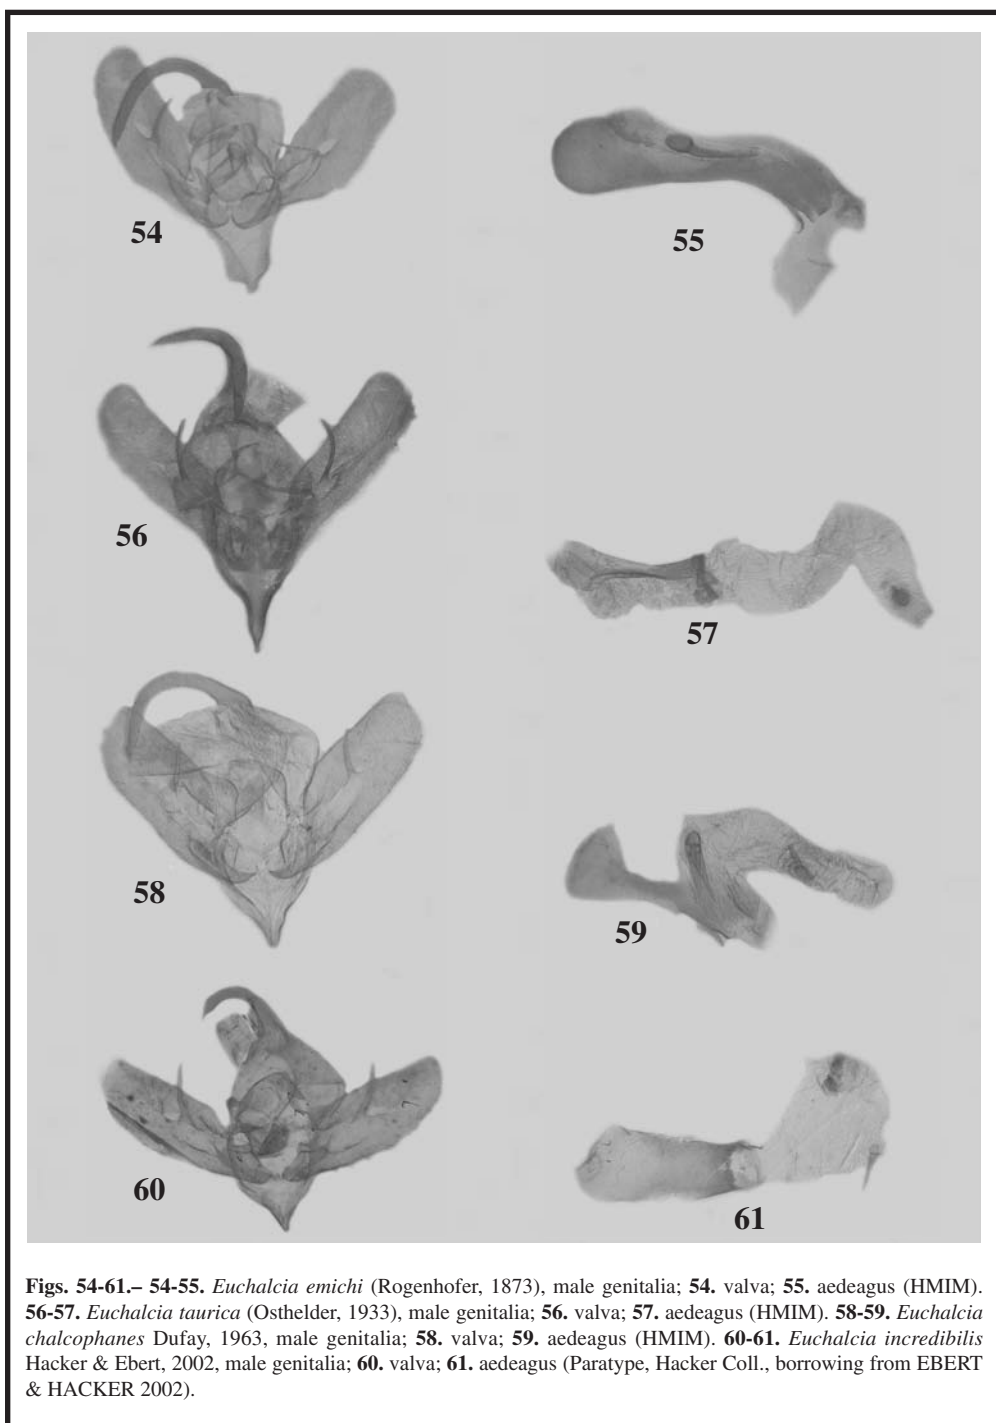 54
55
56
57
58
59
60
61
Figs. 54-61.– 54-55. Euchalcia emichi (Rogenhofer, 1873), male genitalia; 54. valva; 55. aedeagus (HMIM).
56-57. Euchalcia taurica (Osthelder, 1933), male genitalia; 56. valva; 57. aedeagus (HMIM). 58-59. Euchalcia
chalcophanes Dufay, 1963, male genitalia; 58. valva; 59. aedeagus (HMIM). 60-61. Euchalcia incredibilis
Hacker & Ebert, 2002, male genitalia; 60. valva; 61. aedeagus (Paratype, Hacker Coll., borrowing from EBERT
& HACKER 2002).